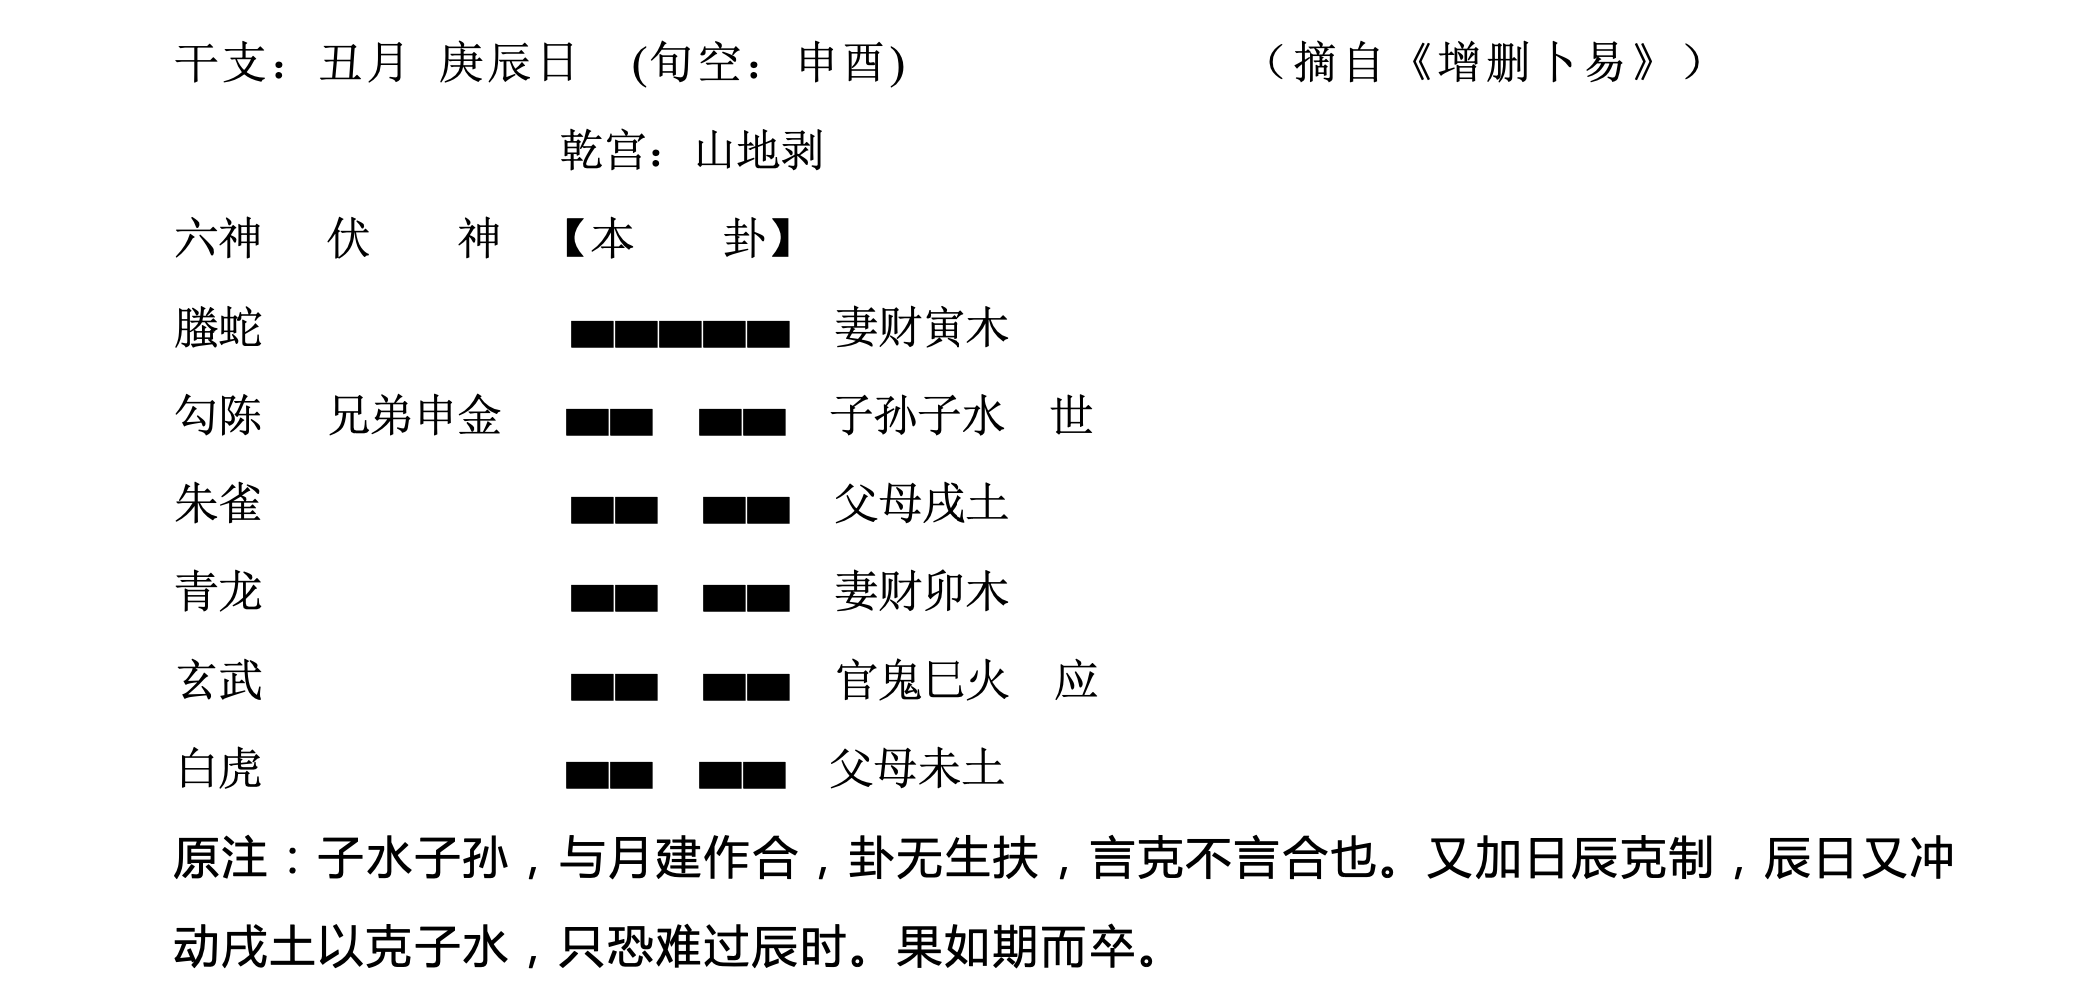 干支：丑月 庚辰日 (旬空：申酉) （摘自《增删卜易》）
乾宫：山地剥
六神 伏 神 【本 卦】
螣蛇 妻财寅木
勾陈 兄弟申金 子孙子水 世
朱雀 父母戌土
青龙 妻财卯木
玄武 官鬼巳火 应
白虎 父母未土
原注：子水子孙，与月建作合，卦无生扶，言克不言合也。又加日辰克制，辰日又冲
动戌土以克子水，只恐难过辰时。果如期而卒。